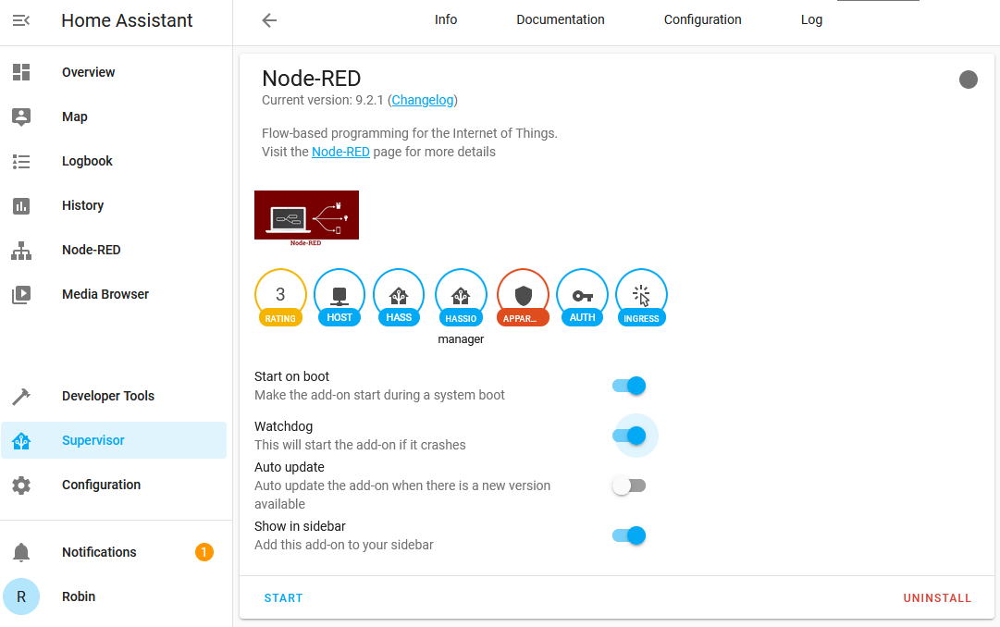 Home Assistant
Overview
Map
Logbook
History
Node-RED
Media Browser
Developer Tools
Supervisor
Configuration
Notifications
1
R
Robin
Info
Documentation
Configuration
Log
Node-RED
Current version: 9.2.1 (Changelog)
Flow-based programming for the Internet of Things.
Visit the Node-RED page for more details
Node-RED
3
RATING
HOST
HASS
HASSIO
manager
APPAR...
AUTH
INGRESS
Start on boot
Make the add-on start during a system boot
Watchdog
This will start the add-on if it crashes
Auto update
Auto update the add-on when there is a new version
available
Show in sidebar
Add this add-on to your sidebar
START
UNINSTALL